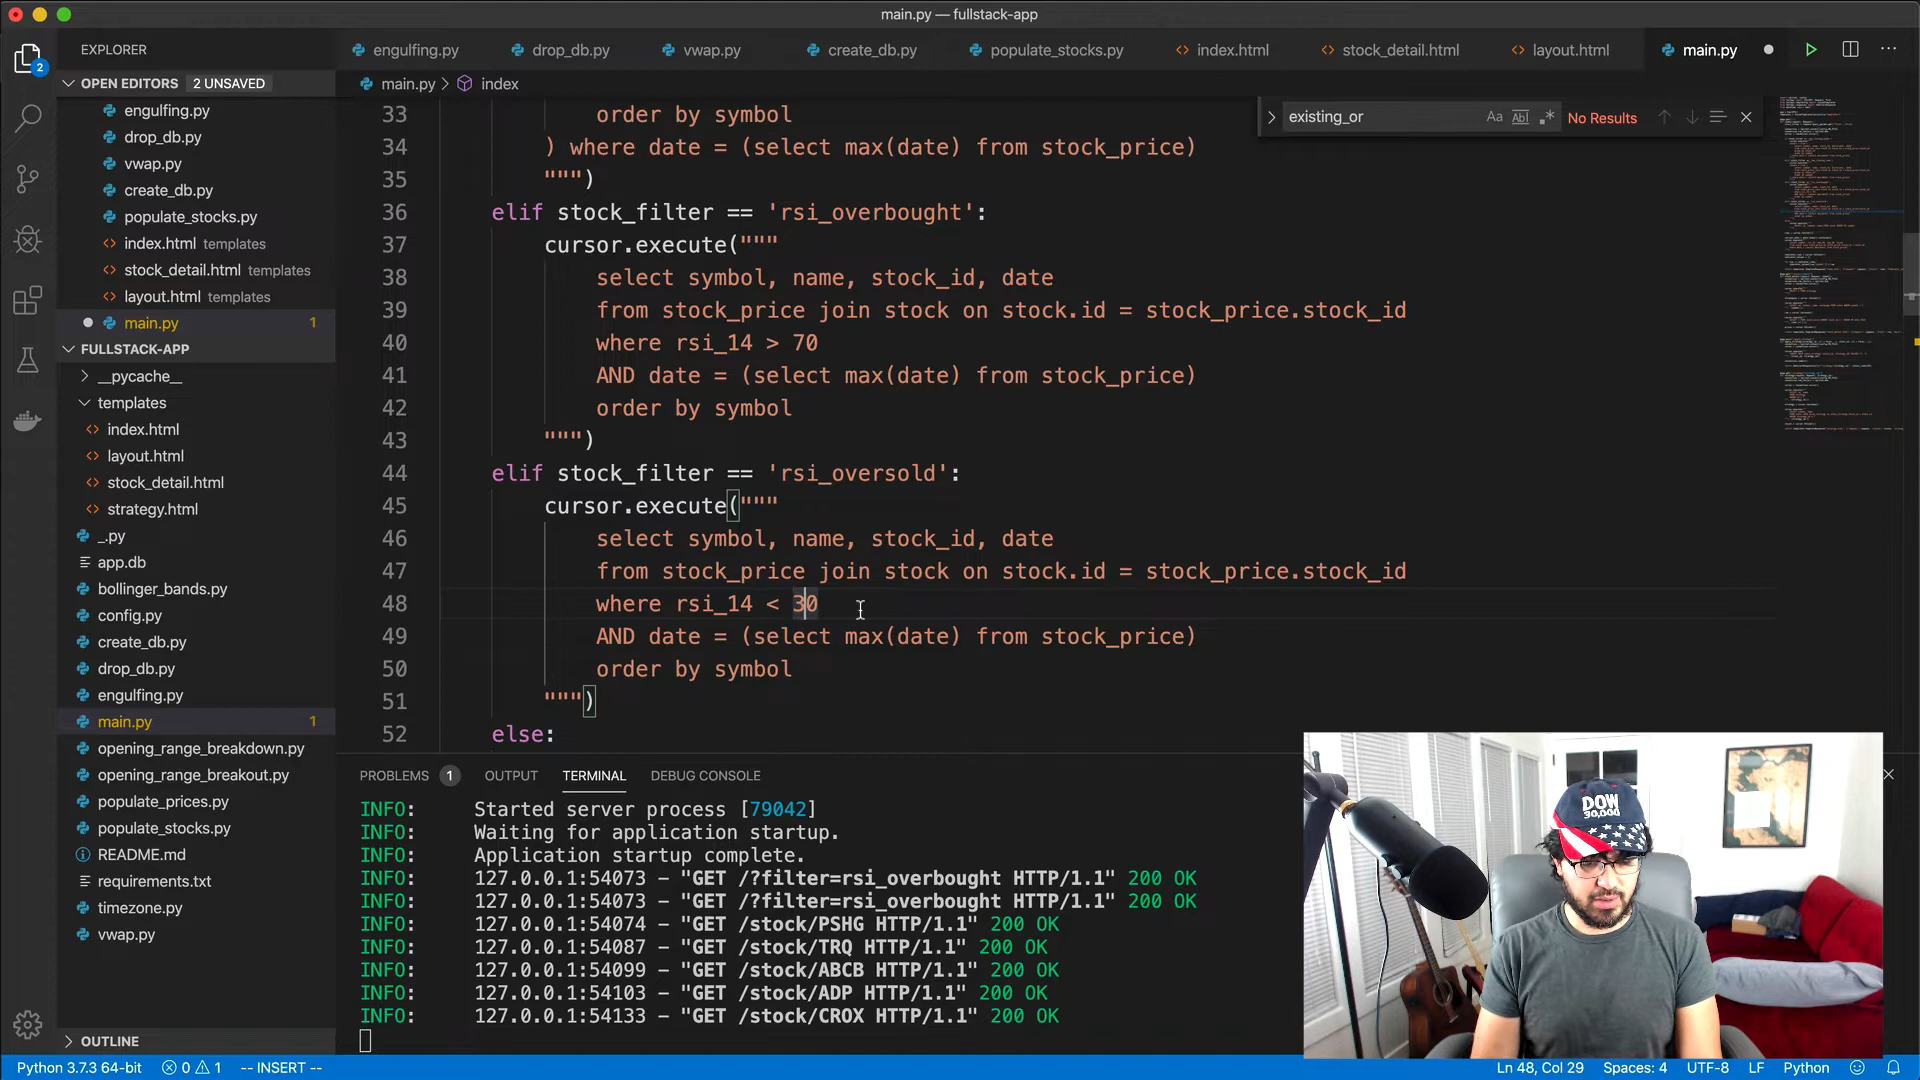 main.py — fullstack-app
EXPLORER
engulfing.py drop_db.py vwap.py create_db.py populate_stocks.py index.html stock_detail.html layout.html main.py
OPEN EDITORS 2 UNSAVED
2
engulfing.py
drop_db.py
vwap.py
create_db.py
populate_stocks.py
index.html templates
stock_detail.html templates
layout.html templates
main.py 1
FULLSTACK-APP
__pycache__
templates
index.html
layout.html
stock_detail.html
strategy.html
_.py
app.db
bollinger_bands.py
config.py
create_db.py
drop_db.py
engulfing.py
main.py 1
opening_range_breakdown.py
opening_range_breakout.py
populate_prices.py
populate_stocks.py
README.md
requirements.txt
timezone.py
vwap.py
OUTLINE
main.py > index
existing_or Aa Abl .* No Results
33 order by symbol
34 ) where date = (select max(date) from stock_price)
35 """)
36 elif stock_filter == 'rsi_overbought':
37 cursor.execute("""
38 select symbol, name, stock_id, date
39 from stock_price join stock on stock.id = stock_price.stock_id
40 where rsi_14 > 70
41 AND date = (select max(date) from stock_price)
42 order by symbol
43 """)
44 elif stock_filter == 'rsi_oversold':
45 cursor.execute("""
46 select symbol, name, stock_id, date
47 from stock_price join stock on stock.id = stock_price.stock_id
48 where rsi_14 < 30
49 AND date = (select max(date) from stock_price)
50 order by symbol
51 """)
52 else:
PROBLEMS 1 OUTPUT TERMINAL DEBUG CONSOLE
INFO: Started server process [79042]
INFO: Waiting for application startup.
INFO: Application startup complete.
INFO: 127.0.0.1:54073 – "GET /?filter=rsi_overbought HTTP/1.1" 200 OK
INFO: 127.0.0.1:54073 – "GET /?filter=rsi_overbought HTTP/1.1" 200 OK
INFO: 127.0.0.1:54074 – "GET /stock/PSHG HTTP/1.1" 200 OK
INFO: 127.0.0.1:54087 – "GET /stock/TRQ HTTP/1.1" 200 OK
INFO: 127.0.0.1:54099 – "GET /stock/ABCB HTTP/1.1" 200 OK
INFO: 127.0.0.1:54103 – "GET /stock/ADP HTTP/1.1" 200 OK
INFO: 127.0.0.1:54133 – "GET /stock/CROX HTTP/1.1" 200 OK
DOW
30,000
Python 3.7.3 64-bit 0 1 -- INSERT -- Ln 48, Col 29 Spaces: 4 UTF-8 LF Python